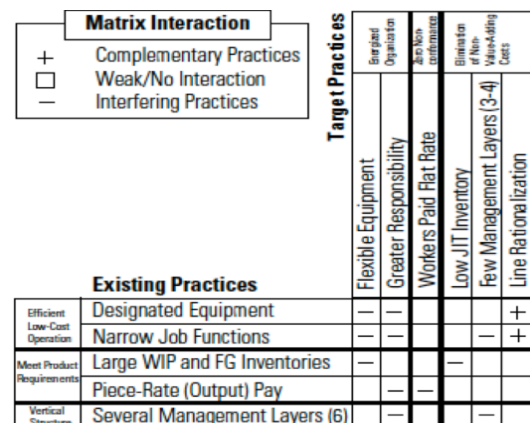 Matrix Interaction
+ Complementary Practices
□ Weak/No Interaction
— Interfering Practices
Target Practices
Energized Organization
Zero Non-conformance
Elimination of Non-Value-Adding Costs
Flexible Equipment
Greater Responsibility
Workers Paid Flat Rate
Low JIT Inventory
Few Management Layers (3-4)
Line Rationalization
Existing Practices
Efficient Low-Cost Operation
Designated Equipment — — +
Narrow Job Functions — — — +
Meet Product Requirements
Large WIP and FG Inventories — —
Piece-Rate (Output) Pay — —
Vertical Structure
Several Management Layers (6) — —